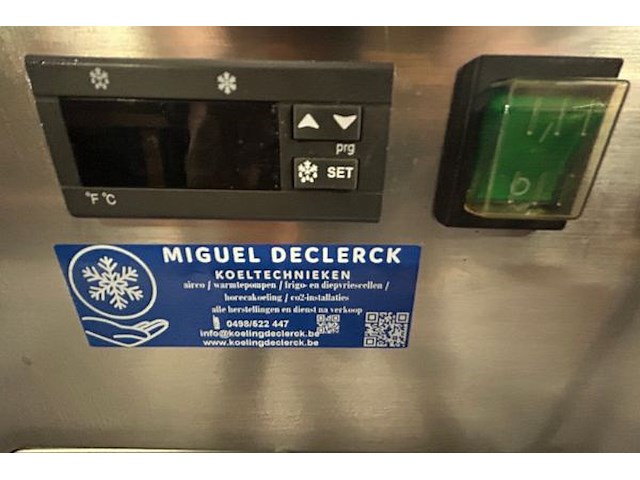 prg
SET
°F °C
MIGUEL DECLERCK
KOELTECHNIEKEN
airco / warmtepompen / frigo- en diepvriescellen /
horecakoeling / co2-installaties
alle herstellingen en dienst na verkoop
0498/522 447
info@koelingdeclerck.be
www.koelingdeclerck.be